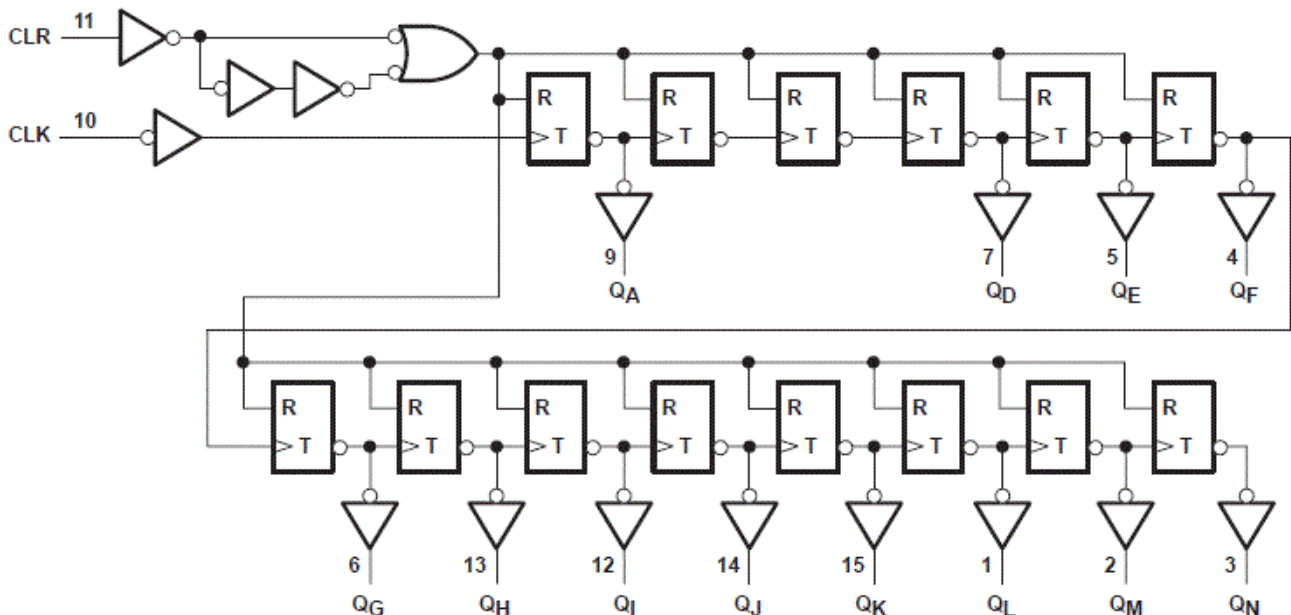 CLR 11
CLK 10
R R R R R R
T T T T T T
9 7 5 4
QA QD QE QF
R R R R R R R R
T T T T T T T T
6 13 12 14 15 1 2 3
QG QH QI QJ QK QL QM QN